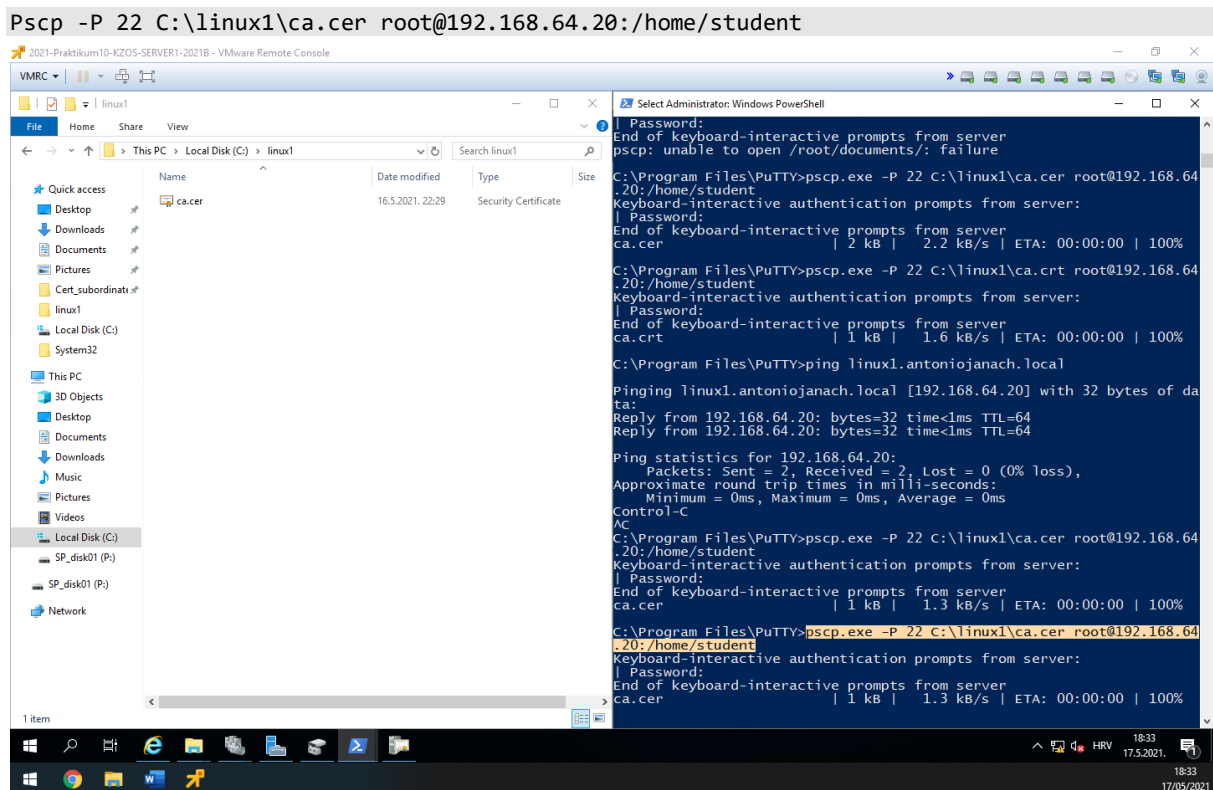 Pscp -P 22 C:\linux1\ca.cer root@192.168.64.20:/home/student
2021-Praktikum10-KZOS-SERVER1-2021B - VMware Remote Console
VMRC
linux1
File Home Share View
This PC > Local Disk (C:) > linux1
Search linux1
Name Date modified Type Size
ca.cer 16.5.2021. 22:29 Security Certificate
Quick access
Desktop
Downloads
Documents
Pictures
Cert_subordinate
linux1
Local Disk (C:)
System32
This PC
3D Objects
Desktop
Documents
Downloads
Music
Pictures
Videos
Local Disk (C:)
SP_disk01 (P:)
SP_disk01 (P:)
Network
1 item
Select Administrator: Windows PowerShell
| Password:
End of keyboard-interactive prompts from server
pscp: unable to open /root/documents/: failure
C:\Program Files\PuTTY>pscp.exe -P 22 C:\linux1\ca.cer root@192.168.64
.20:/home/student
Keyboard-interactive authentication prompts from server:
| Password:
End of keyboard-interactive prompts from server
ca.cer | 2 kB | 2.2 kB/s | ETA: 00:00:00 | 100%
C:\Program Files\PuTTY>pscp.exe -P 22 C:\linux1\ca.crt root@192.168.64
.20:/home/student
Keyboard-interactive authentication prompts from server:
| Password:
End of keyboard-interactive prompts from server
ca.crt | 1 kB | 1.6 kB/s | ETA: 00:00:00 | 100%
C:\Program Files\PuTTY>ping linux1.antoniojanach.local
Pinging linux1.antoniojanach.local [192.168.64.20] with 32 bytes of da
ta:
Reply from 192.168.64.20: bytes=32 time<1ms TTL=64
Reply from 192.168.64.20: bytes=32 time<1ms TTL=64
Ping statistics for 192.168.64.20:
Packets: Sent = 2, Received = 2, Lost = 0 (0% loss),
Approximate round trip times in milli-seconds:
Minimum = 0ms, Maximum = 0ms, Average = 0ms
Control-C
^C
C:\Program Files\PuTTY>pscp.exe -P 22 C:\linux1\ca.cer root@192.168.64
.20:/home/student
Keyboard-interactive authentication prompts from server:
| Password:
End of keyboard-interactive prompts from server
ca.cer | 1 kB | 1.3 kB/s | ETA: 00:00:00 | 100%
C:\Program Files\PuTTY>pscp.exe -P 22 C:\linux1\ca.cer root@192.168.64
.20:/home/student
Keyboard-interactive authentication prompts from server:
| Password:
End of keyboard-interactive prompts from server
ca.cer | 1 kB | 1.3 kB/s | ETA: 00:00:00 | 100%
HRV
18:33
17.5.2021.
18:33
17/05/2021